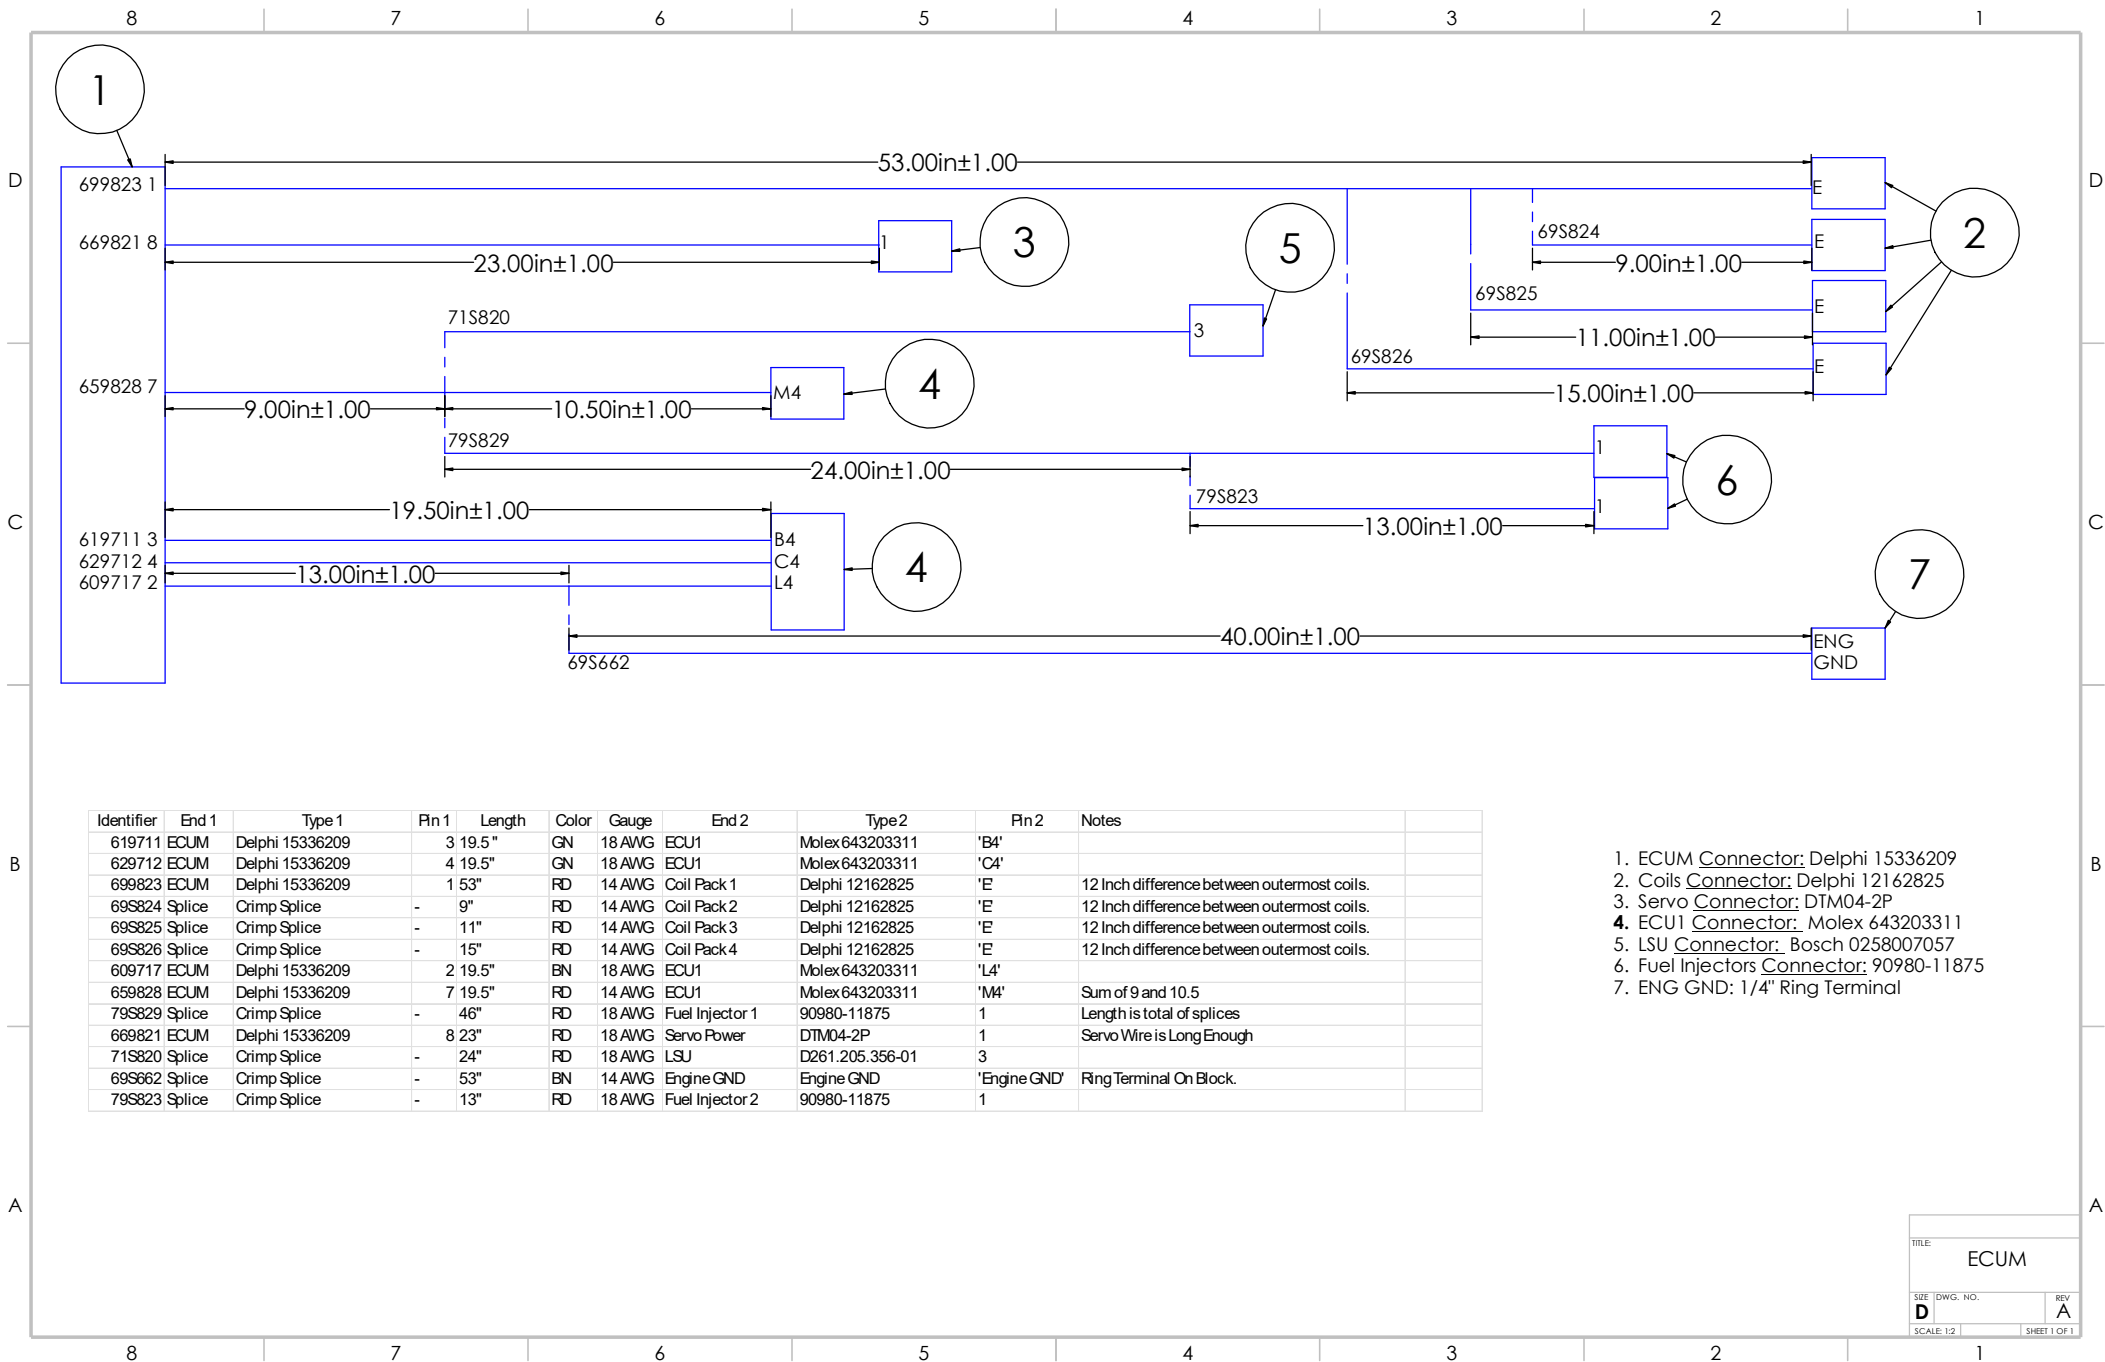 8 7 6 5 4 3 2 1
1
53.00in±1.00
D D
699823 1
E
669821 8
1
3
5
69S824
E
2
23.00in±1.00
9.00in±1.00
69S825
E
71S820
3
11.00in±1.00
69S826
E
659828 7
M4
4
9.00in±1.00
10.50in±1.00
15.00in±1.00
79S829
1
24.00in±1.00
6
79S823
1
19.50in±1.00
C C
13.00in±1.00
619711 3
B4
629712 4
C4
4
609717 2
L4
13.00in±1.00
7
40.00in±1.00
ENG
GND
69S662
Identifier End 1 Type 1 Pin 1 Length Color Gauge End 2 Type 2 Pin 2 Notes
619711 ECUM Delphi 15336209 3 19.5" GN 18 AWG ECU1 Molex 643203311 'B4'
629712 ECUM Delphi 15336209 4 19.5" GN 18 AWG ECU1 Molex 643203311 'C4'
699823 ECUM Delphi 15336209 1 53" RD 14 AWG Coil Pack 1 Delphi 12162825 'E' 12 Inch difference between outermost coils.
69S824 Splice Crimp Splice - 9" RD 14 AWG Coil Pack 2 Delphi 12162825 'E' 12 Inch difference between outermost coils.
69S825 Splice Crimp Splice - 11" RD 14 AWG Coil Pack 3 Delphi 12162825 'E' 12 Inch difference between outermost coils.
69S826 Splice Crimp Splice - 15" RD 14 AWG Coil Pack 4 Delphi 12162825 'E' 12 Inch difference between outermost coils.
609717 ECUM Delphi 15336209 2 19.5" BN 18 AWG ECU1 Molex 643203311 'L4'
659828 ECUM Delphi 15336209 7 19.5" RD 14 AWG ECU1 Molex 643203311 'M4' Sum of 9 and 10.5
79S829 Splice Crimp Splice - 46" RD 18 AWG Fuel Injector 1 90980-11875 1 Length is total of splices
669821 ECUM Delphi 15336209 8 23" RD 18 AWG Servo Power DTM04-2P 1 Servo Wire is Long Enough
71S820 Splice Crimp Splice - 24" RD 18 AWG LSU D261.205.356-01 3
69S662 Splice Crimp Splice - 53" BN 14 AWG Engine GND Engine GND 'Engine GND' Ring Terminal On Block.
79S823 Splice Crimp Splice - 13" RD 18 AWG Fuel Injector 2 90980-11875 1
1. ECUM Connector: Delphi 15336209
2. Coils Connector: Delphi 12162825
3. Servo Connector: DTM04-2P
4. ECU1 Connector: Molex 643203311
5. LSU Connector: Bosch 0258007057
6. Fuel Injectors Connector: 90980-11875
7. ENG GND: 1/4" Ring Terminal
B B
A A
TITLE:
ECUM
SIZE DWG. NO. REV
D A
SCALE: 1:2 SHEET 1 OF 1
8 7 6 5 4 3 2 1